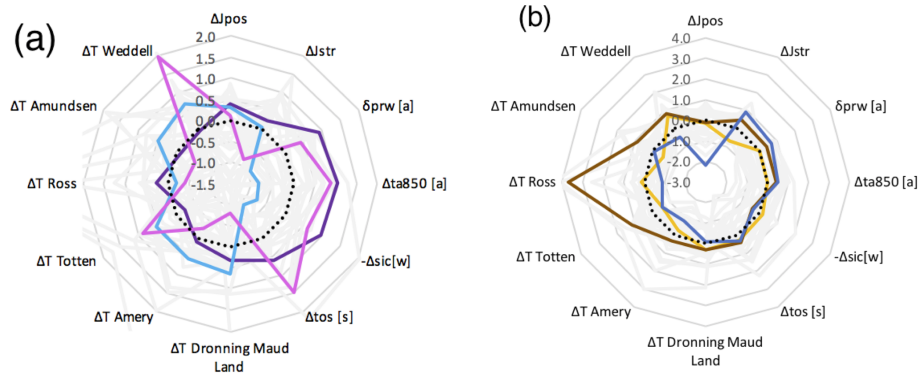 (a)
ΔJpos
ΔJstr
δprw [a]
Δta850 [a]
-Δsic[w]
Δtos [s]
ΔT Dronning Maud
Land
ΔT Amery
ΔT Totten
ΔT Ross
ΔT Amundsen
ΔT Weddell
2.0
1.5
1.0
0.5
0.0
-0.5
-1.0
-1.5
(b)
ΔJpos
ΔJstr
δprw [a]
Δta850 [a]
-Δsic[w]
Δtos [s]
ΔT Dronning Maud
Land
ΔT Amery
ΔT Totten
ΔT Ross
ΔT Amundsen
ΔT Weddell
4.0
3.0
2.0
1.0
0.0
-1.0
-2.0
-3.0